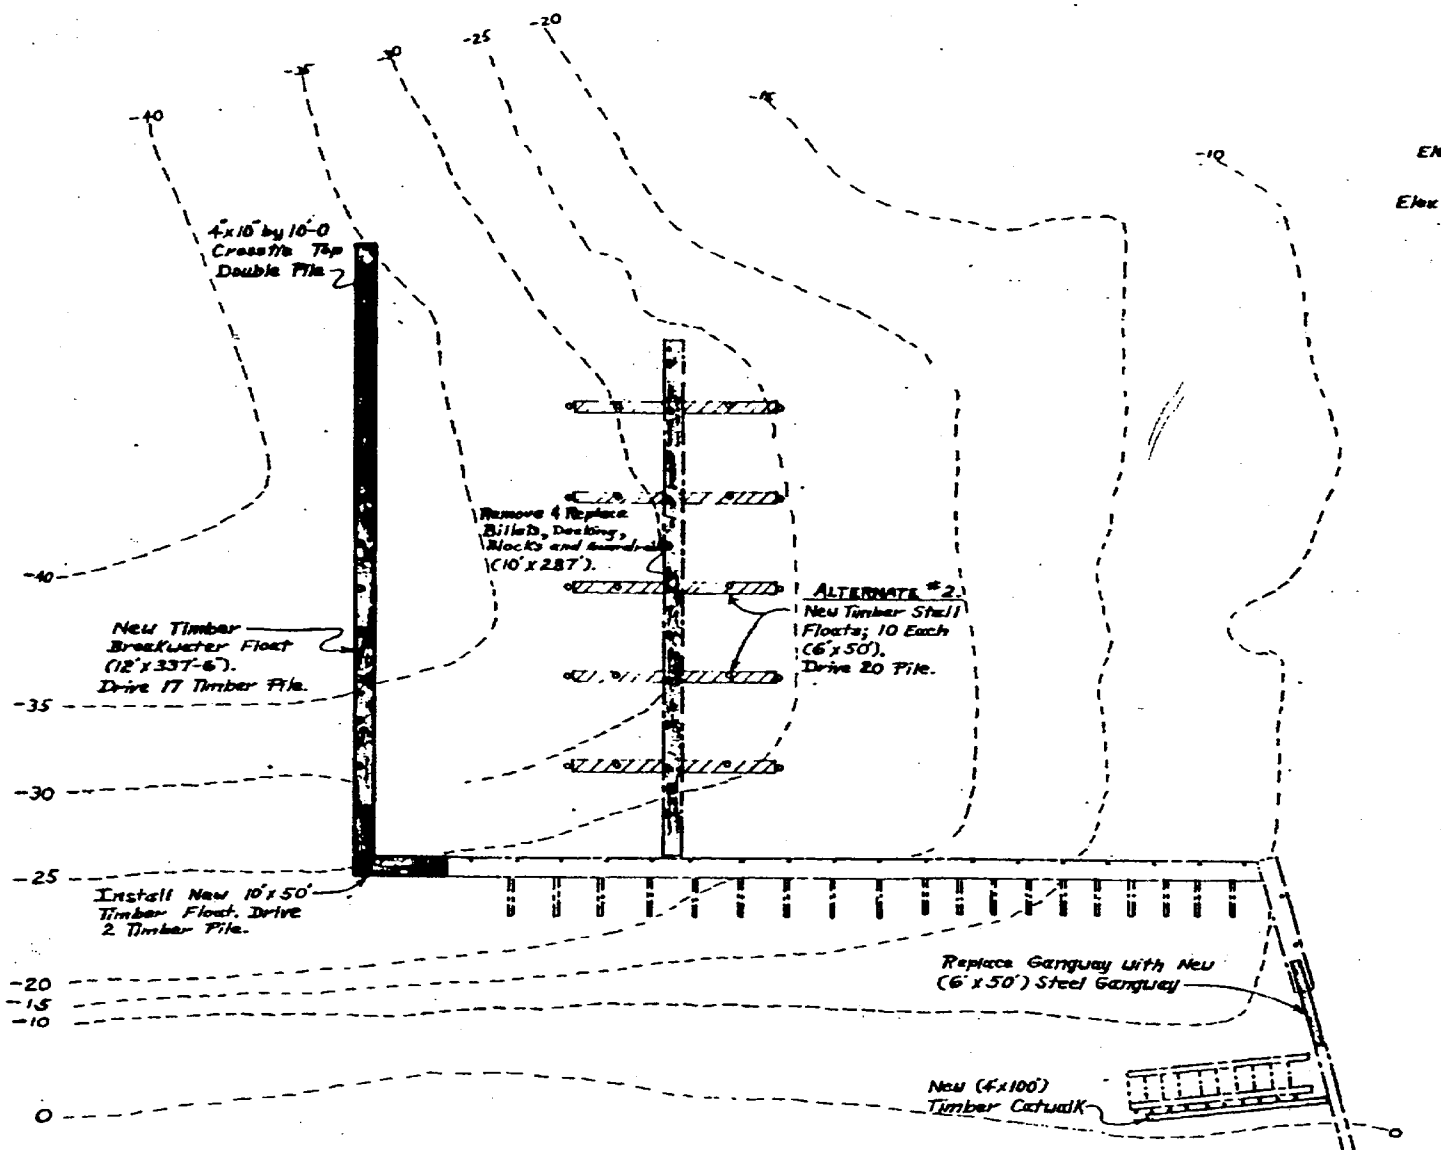 -20
-25
-30
-35
-15
-40
-10
Elev
4"x10" by 10'-0
Crosstie Top
Double Pile
Remove & Replace
Billets, Decking,
Blocks and Guardrail
(10' x 287').
-40
ALTERNATE #2.
New Timber Stall
Floats; 10 Each
(6' x 50').
Drive 20 Pile.
New Timber
Breakwater Float
(12' x 337'-6").
Drive 17 Timber Pile.
-35
-30
-25
Install New 10' x 50'
Timber Float. Drive
2 Timber Pile.
Replace Gangway with New
(6' x 50') Steel Gangway
-20
-15
-10
New (4'x100')
Timber Catwalk
0
0